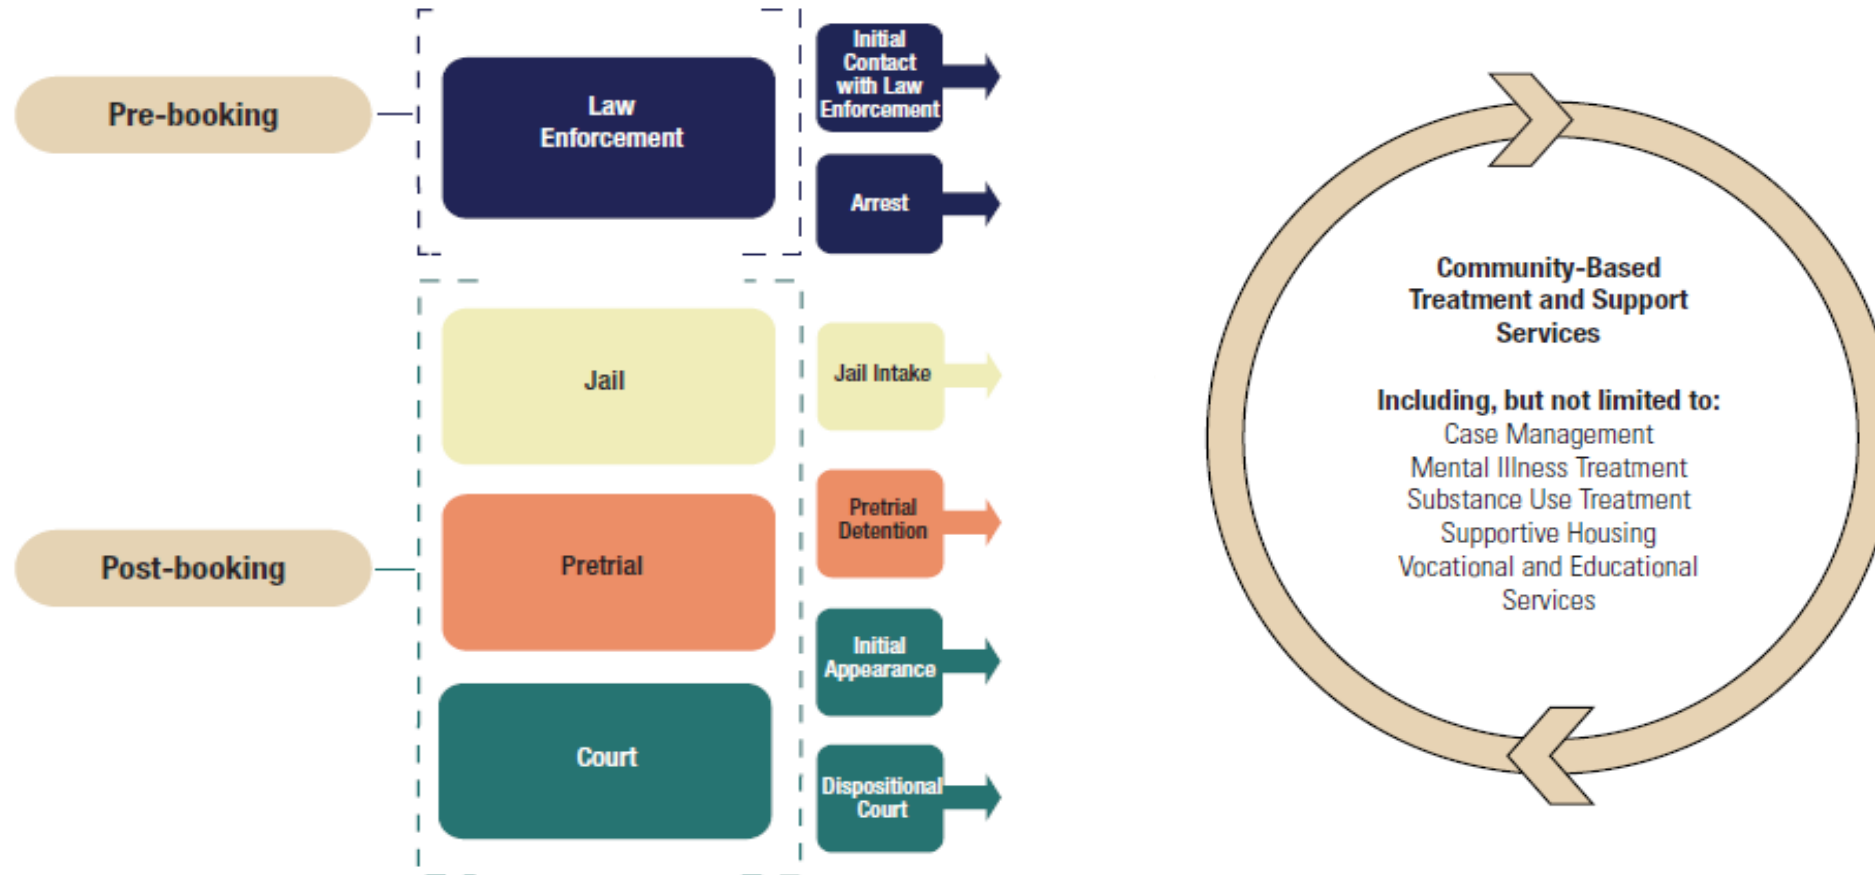 Pre-booking
Law
Enforcement
Initial
Contact
with Law
Enforcement
Arrest
Post-booking
Jail
Pretrial
Court
Jail Intake
Pretrial
Detention
Initial
Appearance
Dispositional
Court
Community-Based
Treatment and Support
Services
Including, but not limited to:
Case Management
Mental Illness Treatment
Substance Use Treatment
Supportive Housing
Vocational and Educational
Services